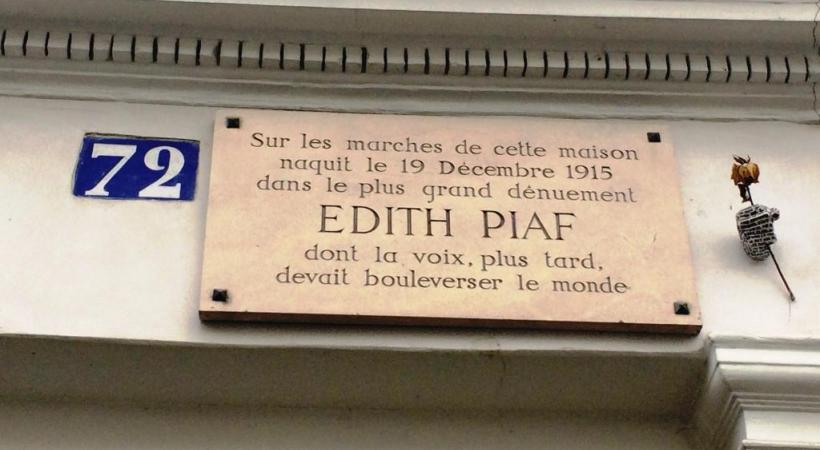 72
Sur les marches de cette maison
naquit le 19 Décembre 1915
dans le plus grand dénuement
EDITH PIAF
dont la voix, plus tard,
devait bouleverser le monde